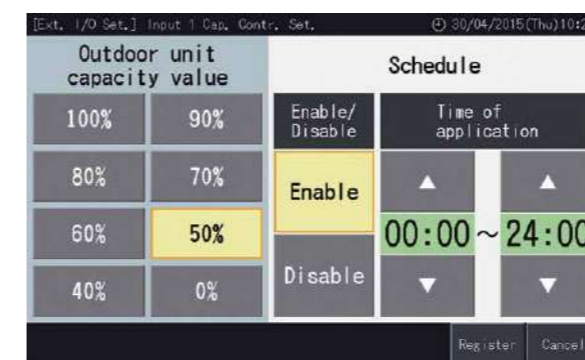 [Ext. I/O Set.] Input 1 Cap. Contr. Set.
30/04/2015(Thu)10:2
Outdoor unit
capacity value
Schedule
100% 90%
Enable/
Disable
Time of
application
80% 70%
Enable
60% 50%
00:00 ~ 24:00
40% 0%
Disable
Register Cancel